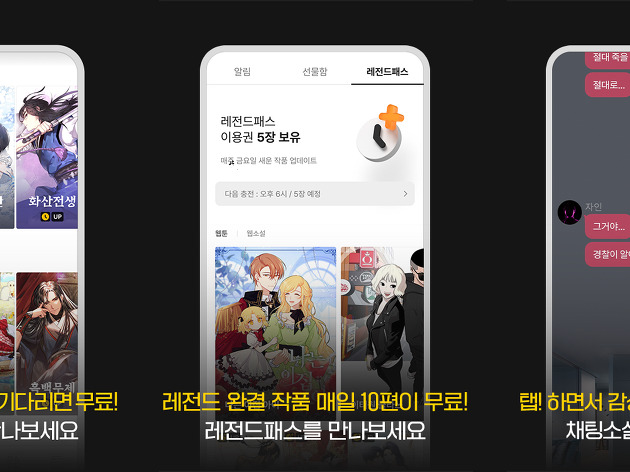 화산전생
UP
흑백무제
기다리면 무료!
나보세요
알림
선물함
레전드패스
레전드패스
이용권 5장 보유
매주 금요일 새운 작품 업데이트
다음 충전 : 오후 6시 / 5장 예정
웹툰
웹소설
레전드 완결 작품 매일 10편이 무료!
레전드패스를 만나보세요
절대 죽을
절대로...
자인
그거야...
경찰이 알
탭! 하면서 감
채팅소설